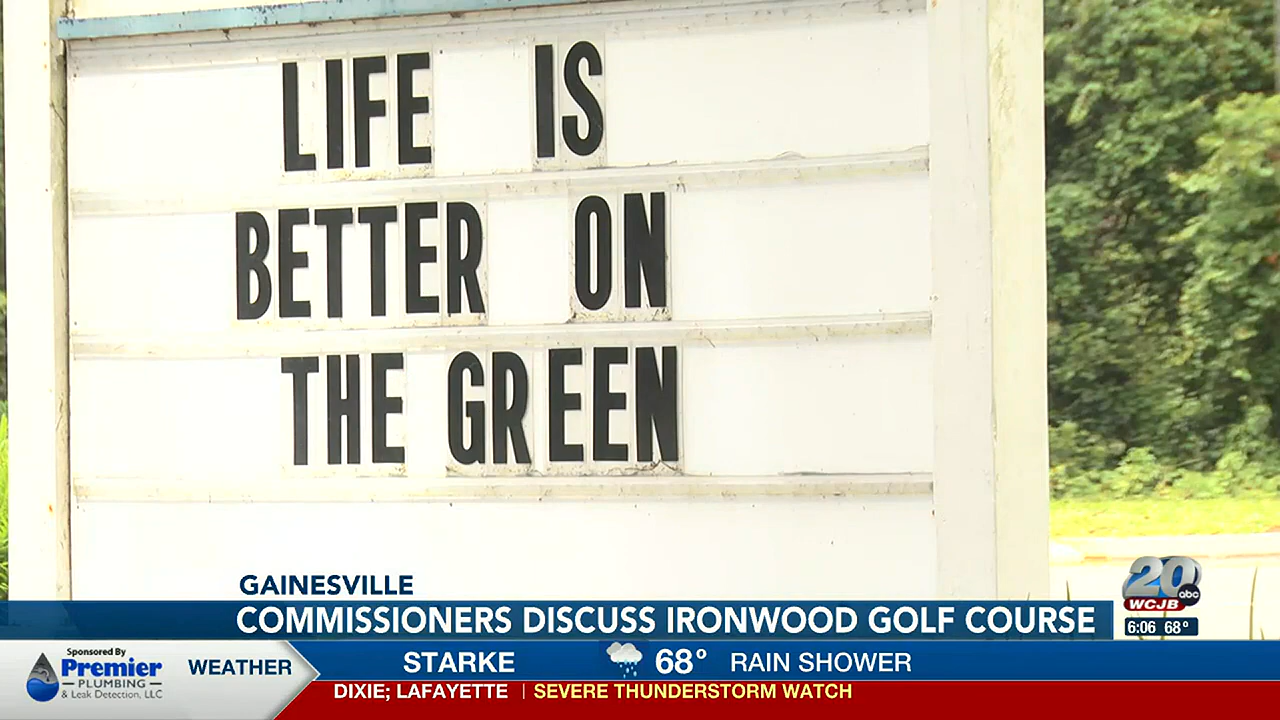 LIFE IS
BETTER ON
THE GREEN
GAINESVILLE
COMMISSIONERS DISCUSS IRONWOOD GOLF COURSE
20
abc
WCJB
6:06 68°
Sponsored By
Premier
PLUMBING
& Leak Detection, LLC
WEATHER
STARKE 68° RAIN SHOWER
DIXIE; LAFAYETTE | SEVERE THUNDERSTORM WATCH